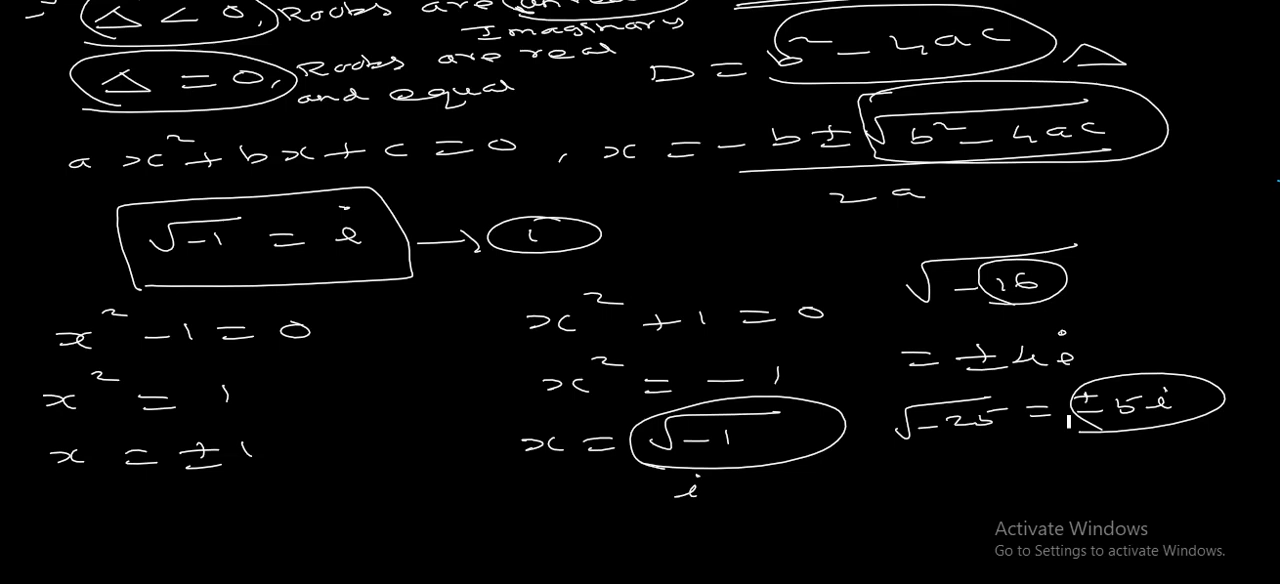 Δ < 0, Roots are
Imaginary
Δ = 0, Roots are real
and equal
D = b² - 4ac Δ
ax² + bx + c = 0, x = -b ± √b² - 4ac
2a
√-1 = i → i
√-16
x² - 1 = 0
x² + 1 = 0
= ± 4i
x² = 1
x² = -1
√-25 = ± 5i
x = ± 1
x = √-1
i
Activate Windows
Go to Settings to activate Windows.